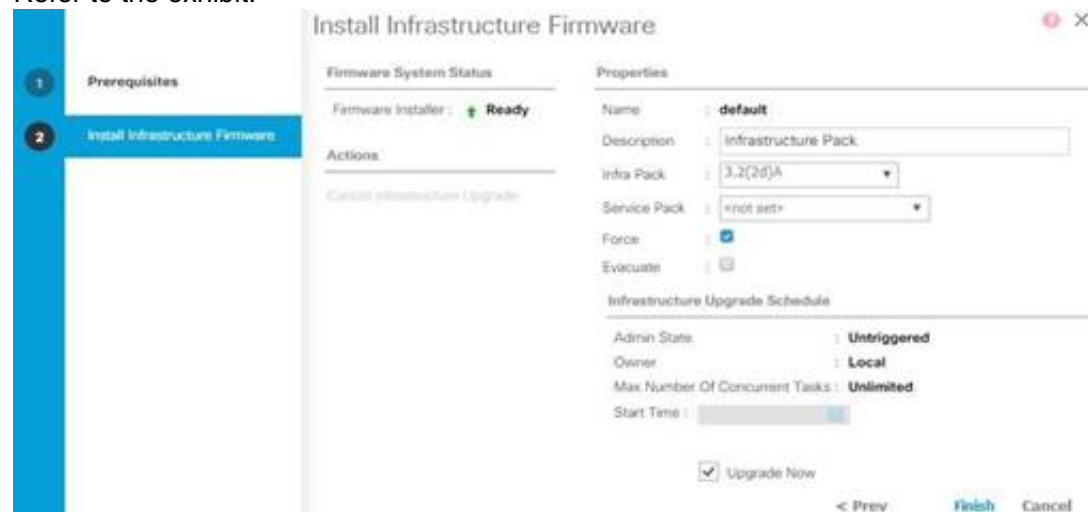 Refer to the exhibit.
Install Infrastructure Firmware
1 Prerequisites
2 Install Infrastructure Firmware
Firmware System Status
Firmware Installer : Ready
Actions
Cancel Infrastructure Upgrade
Properties
Name : default
Description : Infrastructure Pack
Infra Pack : 3.2(2d)A
Service Pack : <not set>
Force :
Evacuate :
Infrastructure Upgrade Schedule
Admin State : Untriggered
Owner : Local
Max Number Of Concurrent Tasks : Unlimited
Start Time :
Upgrade Now
< Prev Finish Cancel